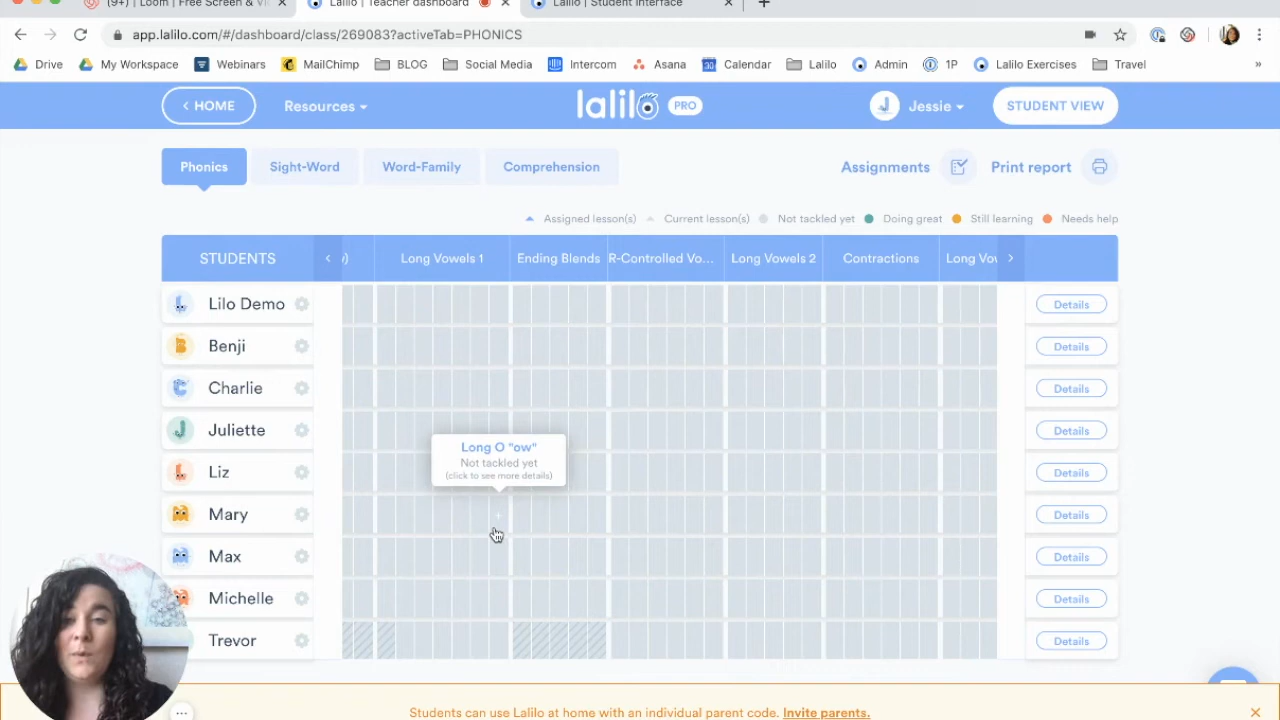 (9+) | Loom | Free Screen & Vi
Lalilo | Teacher dashboard
Lalilo | Student interface
app.lalilo.com/#/dashboard/class/269083?activeTab=PHONICS
Drive
My Workspace
Webinars
MailChimp
BLOG
Social Media
Intercom
Asana
Calendar
Lalilo
Admin
1P
Lalilo Exercises
Travel
»
< HOME
Resources
lalilo
PRO
J
Jessie
STUDENT VIEW
Phonics
Sight-Word
Word-Family
Comprehension
Assignments
Print report
Assigned lesson(s)
Current lesson(s)
Not tackled yet
Doing great
Still learning
Needs help
STUDENTS
Long Vowels 1
Ending Blends
R-Controlled Vo...
Long Vowels 2
Contractions
Long Vov
Lilo Demo
Details
Benji
Details
Charlie
Details
Juliette
Details
Long O "ow"
Not tackled yet
(click to see more details)
Liz
Details
Mary
Details
Max
Details
Michelle
Details
Trevor
Details
Students can use Lalilo at home with an individual parent code. Invite parents.